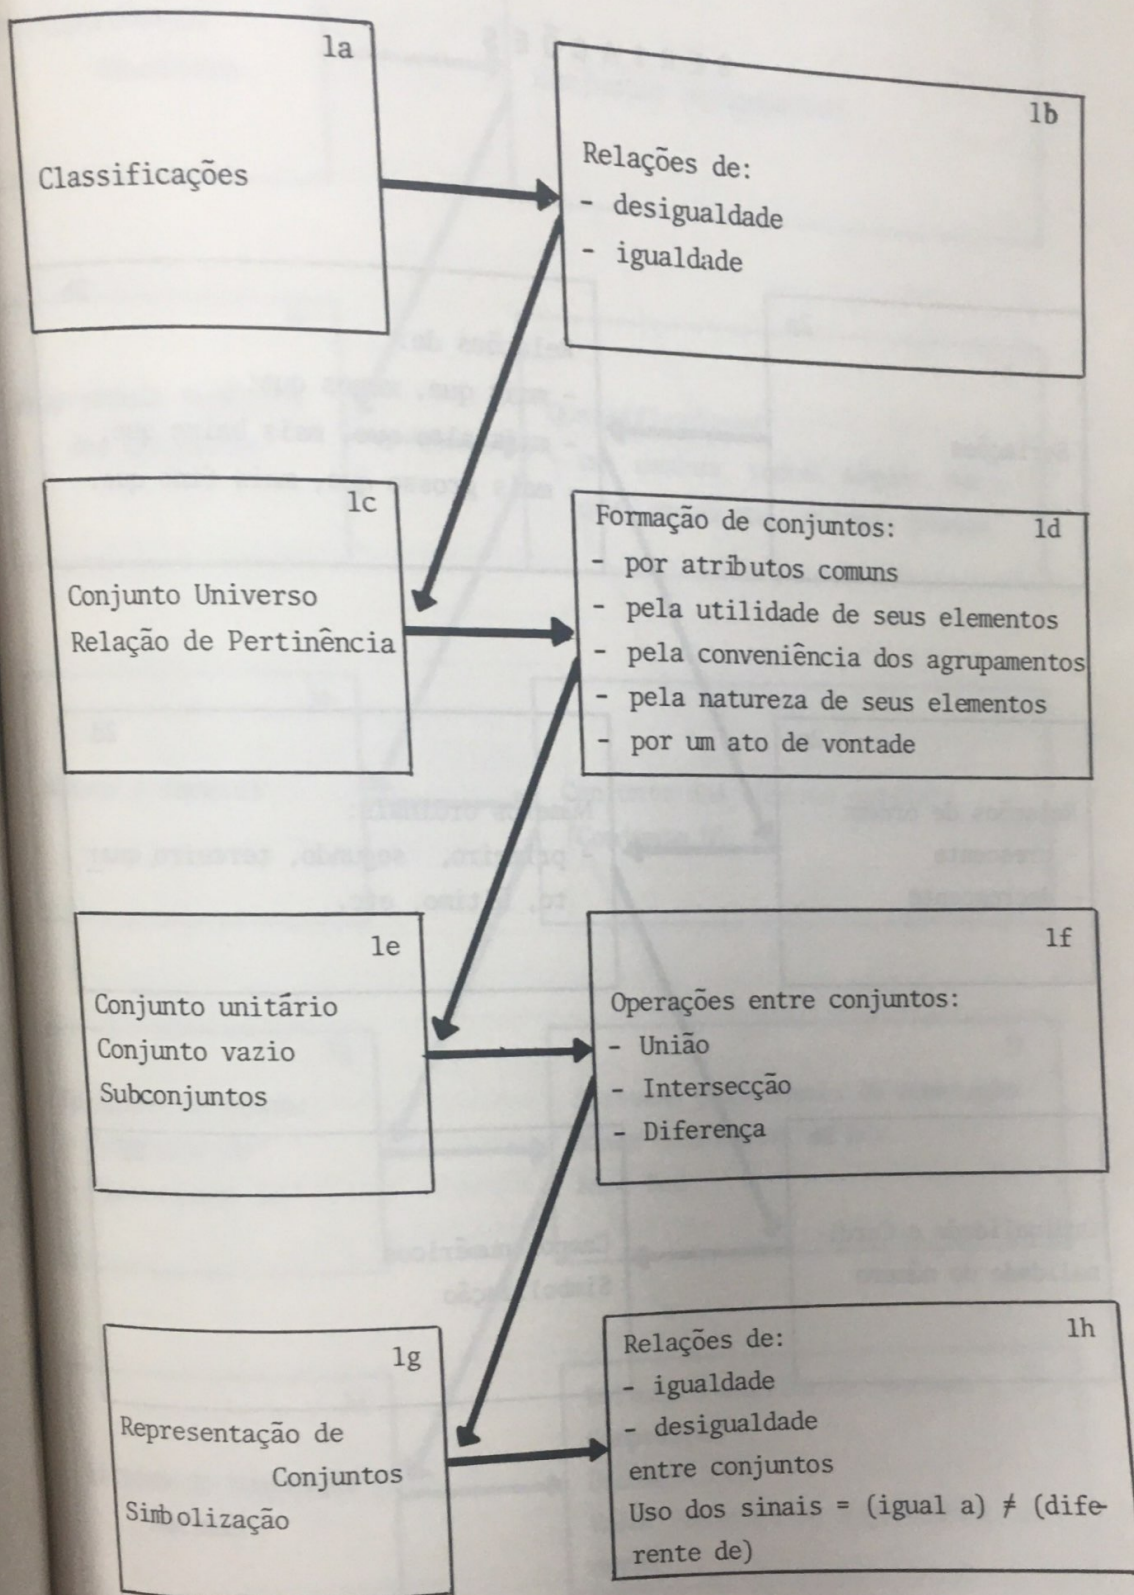 1a
Classificações
1b
Relações de:
- desigualdade
- igualdade
1c
Conjunto Universo
Relação de Pertinência
1d
Formação de conjuntos:
- por atributos comuns
- pela utilidade de seus elementos
- pela conveniência dos agrupamentos
- pela natureza de seus elementos
- por um ato de vontade
1e
Conjunto unitário
Conjunto vazio
Subconjuntos
1f
Operações entre conjuntos:
- União
- Intersecção
- Diferença
1g
Representação de
Conjuntos
Simbolização
1h
Relações de:
- igualdade
- desigualdade
entre conjuntos
Uso dos sinais = (igual a) ≠ (dife-
rente de)